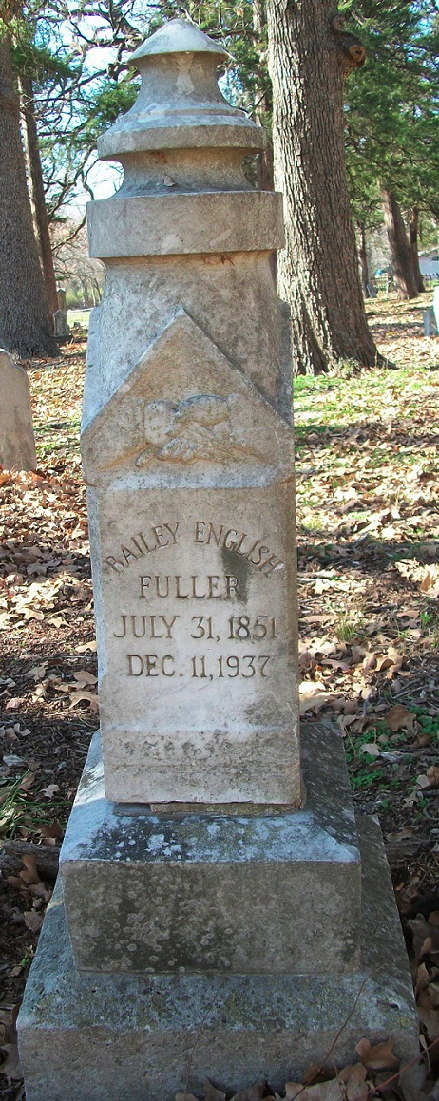 BAILEY ENGLISH
FULLER
JULY 31, 1851
DEC. 11, 1937